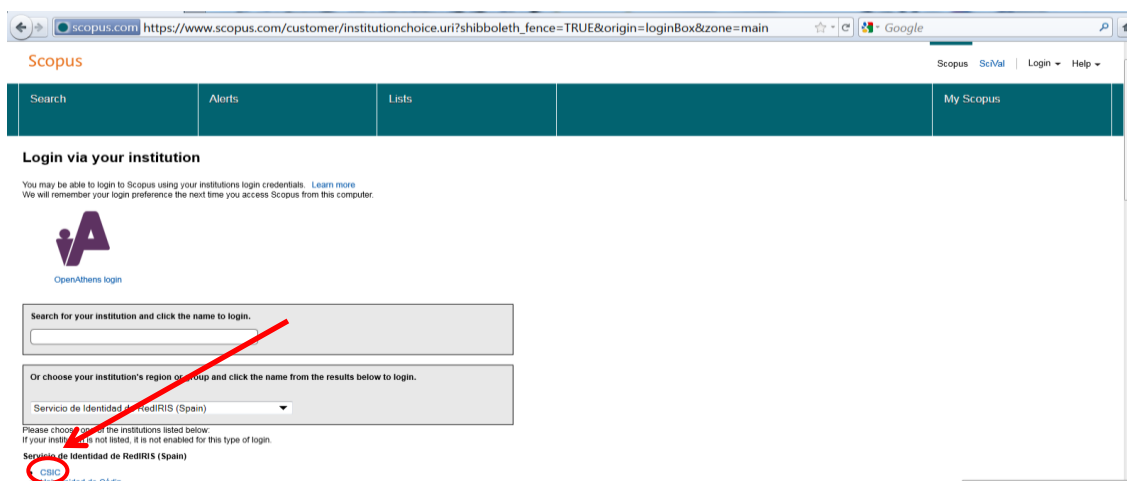 scopus.com https://www.scopus.com/customer/institutionchoice.uri?shibboleth_fence=TRUE&origin=loginBox&zone=main Google
Scopus
Scopus SciVal Login Help
Search Alerts Lists My Scopus
Login via your institution
You may be able to login to Scopus using your institutions login credentials. Learn more
We will remember your login preference the next time you access Scopus from this computer.
OpenAthens login
Search for your institution and click the name to login.
Or choose your institution's region or group and click the name from the results below to login.
Servicio de Identidad de RedIRIS (Spain)
Please choose one of the institutions listed below:
If your institution is not listed, it is not enabled for this type of login.
Servicio de Identidad de RedIRIS (Spain)
CSIC